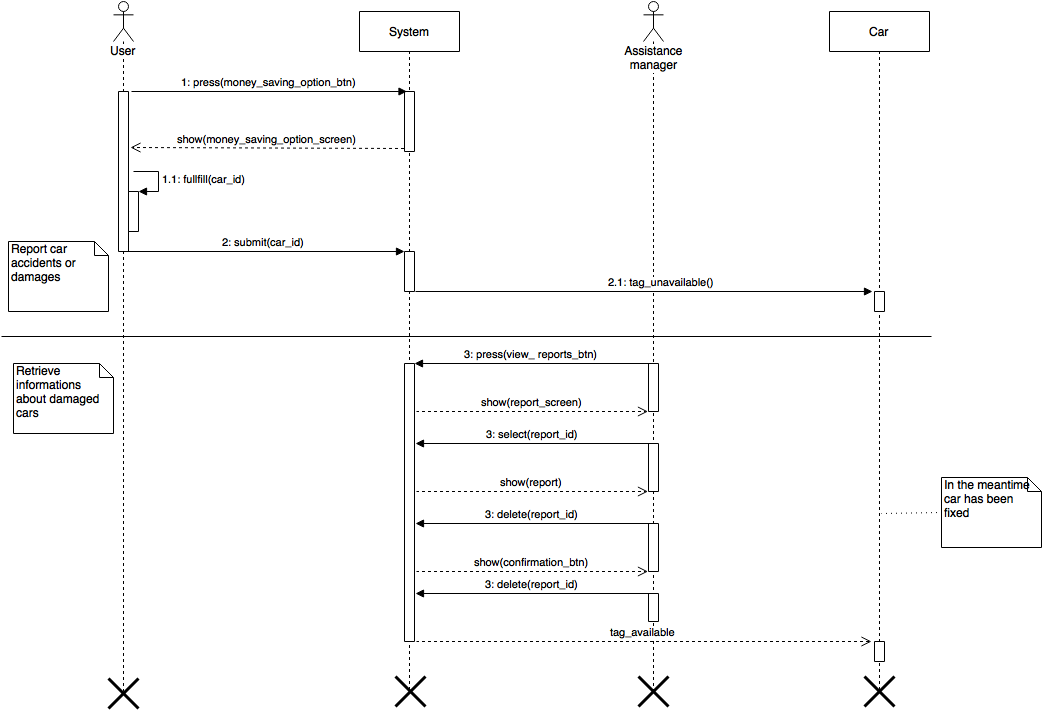 User
System
Assistance
manager
Car
1: press(money_saving_option_btn)
show(money_saving_option_screen)
1.1: fullfill(car_id)
2: submit(car_id)
Report car
accidents or
damages
2.1: tag_unavailable()
3: press(view_ reports_btn)
Retrieve
informations
about damaged
cars
show(report_screen)
3: select(report_id)
show(report)
In the meantime
car has been
fixed
3: delete(report_id)
show(confirmation_btn)
3: delete(report_id)
tag_available